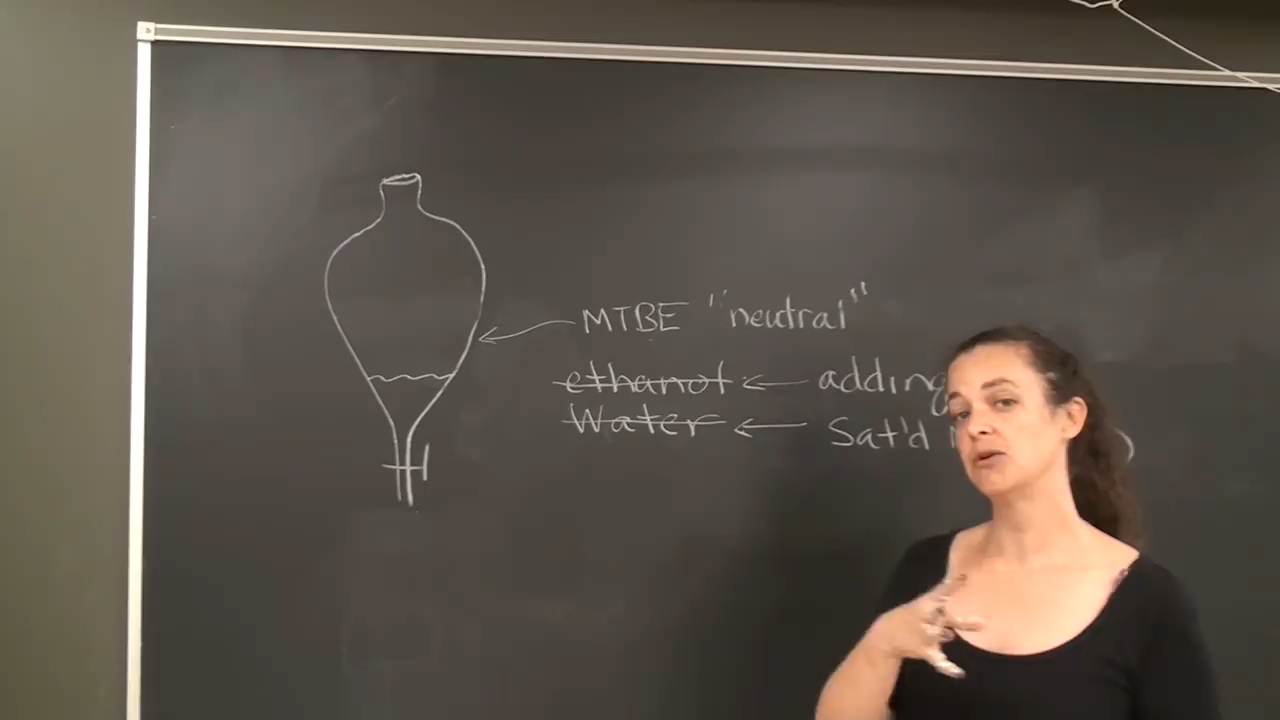 MTBE "neutral"
ethanol ← adding
Water ← Sat'd